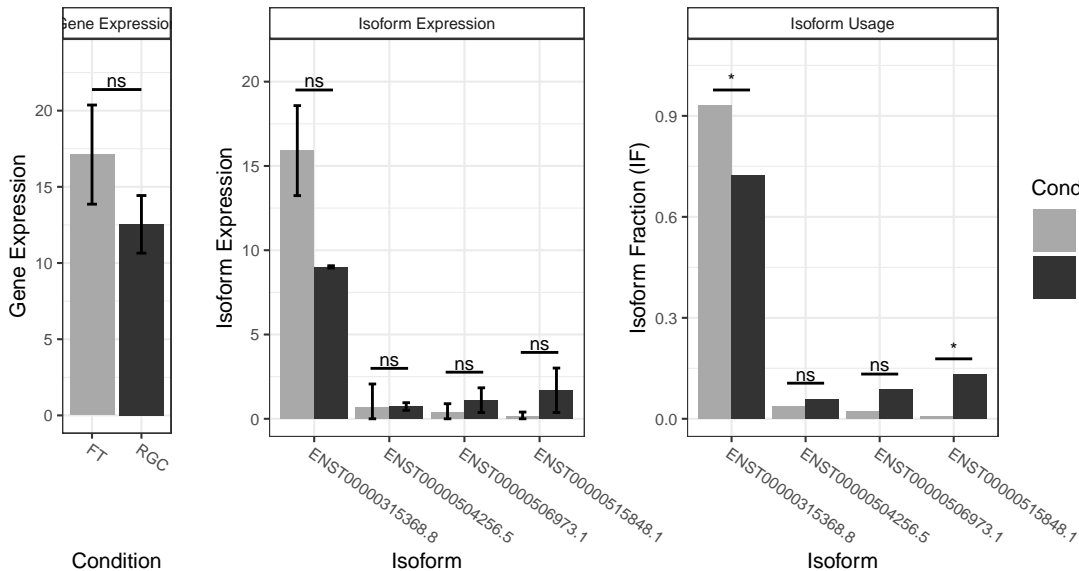 Gene Expression
Isoform Expression
Isoform Usage
ns
ns
ns
ns
ns
*
ns
ns
*
Gene Expression
20
15
10
5
0
Isoform Expression
20
15
10
5
0
Isoform Fraction (IF)
0.9
0.6
0.3
0.0
Cond
FT
RGC
ENST00000315368.8
ENST00000504256.5
ENST00000506973.1
ENST00000515848.1
ENST00000315368.8
ENST00000504256.5
ENST00000506973.1
ENST00000515848.1
Condition
Isoform
Isoform